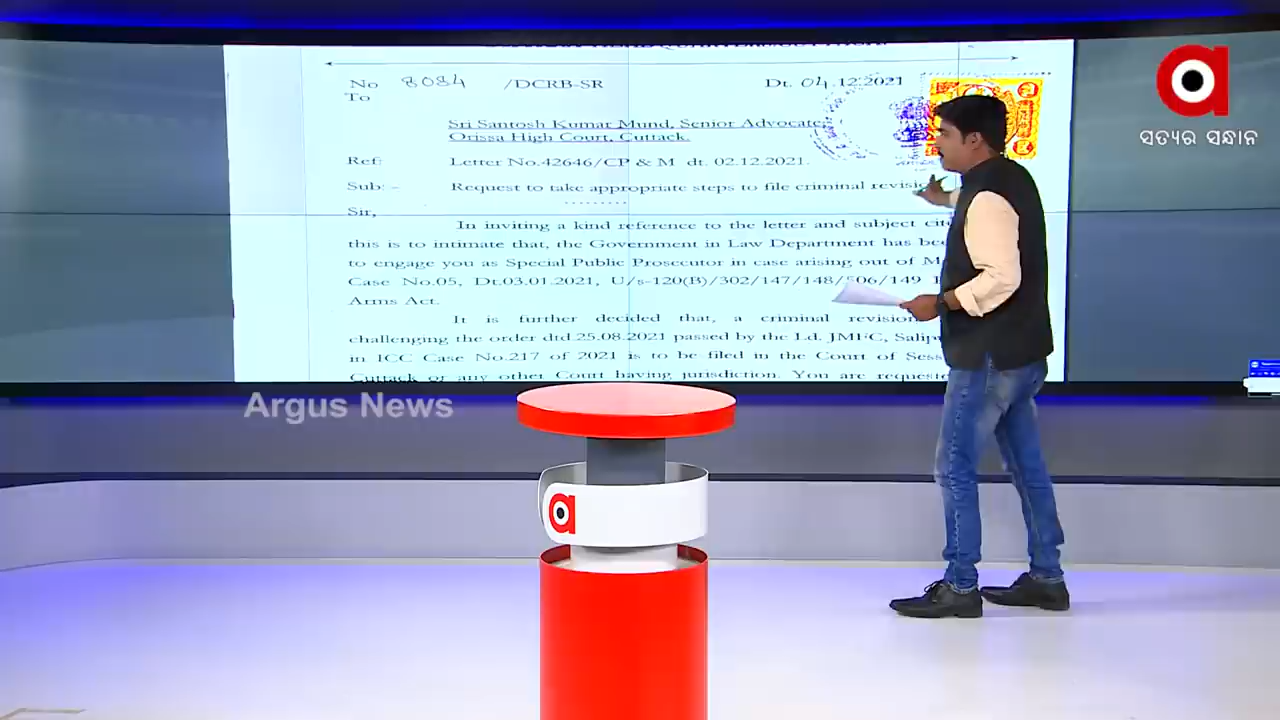 No 8084 /DCRB-SR Dt. 04.12.2021
To
Sri Santosh Kumar Mund, Senior Advocate,
Orissa High Court, Cuttack.
Ref: Letter No.42646/CP & M dt. 02.12.2021.
Sub: - Request to take appropriate steps to file criminal
Sir,
In inviting a kind reference to the letter and subject
this is to intimate that, the Government in Law Department has
to engage you as Special Public Prosecutor in case arising out of
Case No.05, Dt.03.01.2021, U/s-120(B)/302/147/148/506/149
Arms Act.
It is further decided that, a criminal revision
challenging the order dtd 25.08.2021 passed by the Ld. JMFC,
in ICC Case No.217 of 2021 is to be filed in the Court of
Cuttack or any other Court having jurisdiction. You are
ସତ୍ୟର ସନ୍ଧାନ
Argus News